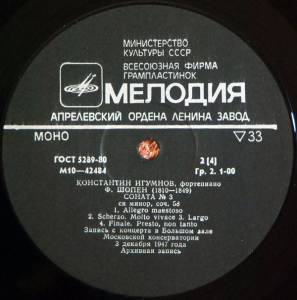 МИНИСТЕРСТВО
КУЛЬТУРЫ СССР
ВСЕСОЮЗНАЯ ФИРМА
ГРАМПЛАСТИНОК
МЕЛОДИЯ
АПРЕЛЕВСКИЙ ОРДЕНА ЛЕНИНА ЗАВОД
МОНО ▽33
ГОСТ 5289-80 2 [4]
М10—42484 Гр. 2. 1-00
КОНСТАНТИН ИГУМНОВ, фортепиано
Ф. ШОПЕН (1810—1849)
СОНАТА № 3
си минор, соч. 58
1. Allegro maestoso
2. Scherzo. Molto vivace 3. Largo
4. Finale. Presto, non tanto
Запись с концерта в Большом зале
Московской консерватории
3 декабря 1947 года
Архивная запись